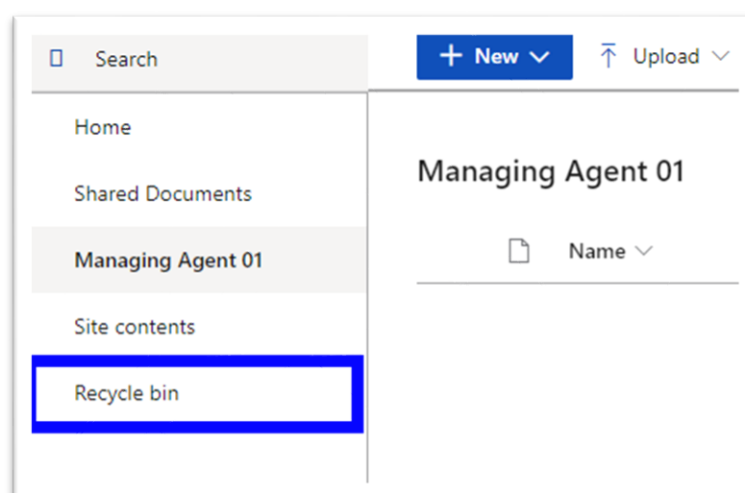 Search
Home
Shared Documents
Managing Agent 01
Site contents
Recycle bin
New
Upload
Managing Agent 01
Name